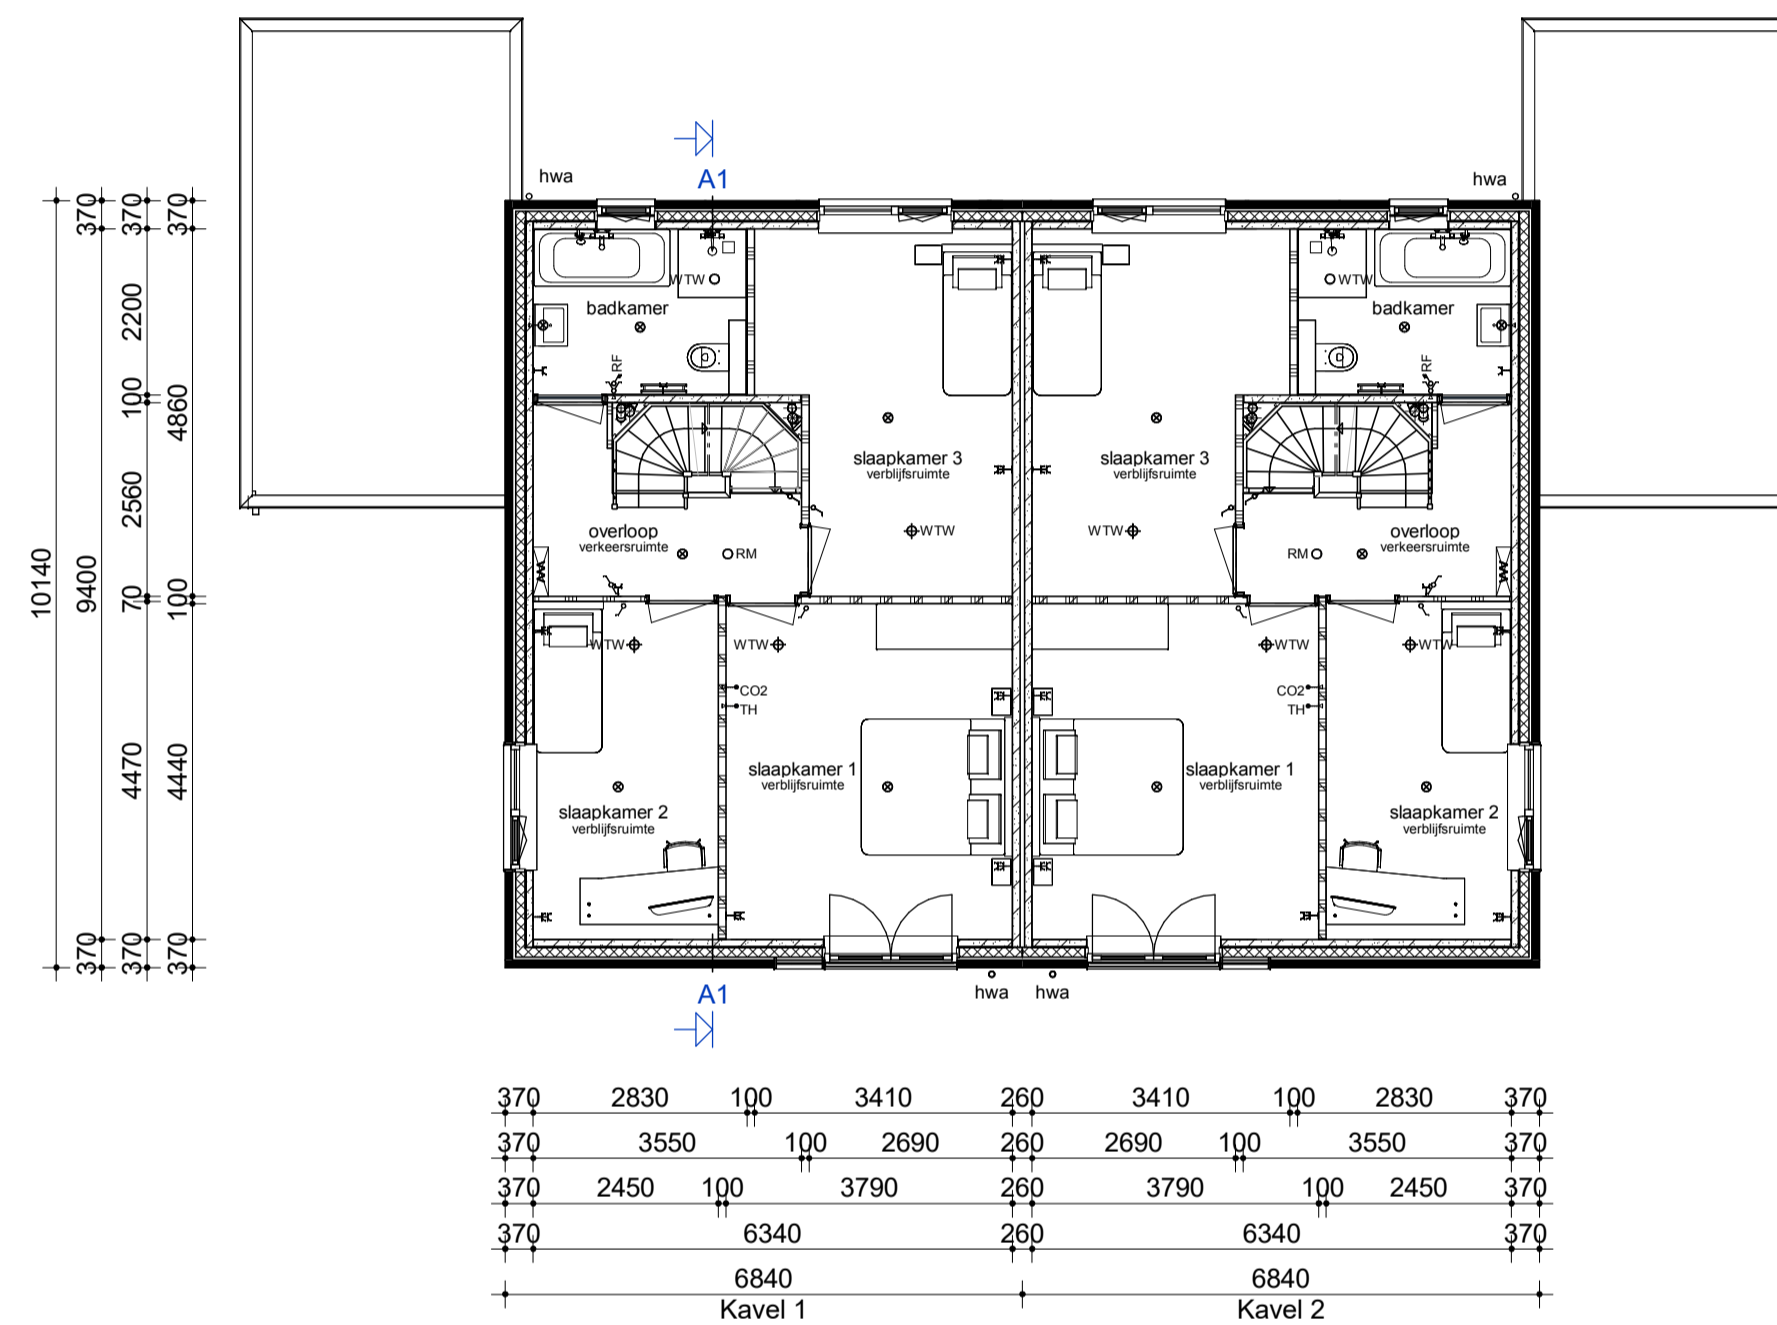 hwa
A1
hwa
370
370
370
WTW
WTW
badkamer
badkamer
2200
RF
RF
100
4860
slaapkamer 3
verblijfsruimte
slaapkamer 3
verblijfsruimte
2560
overloop
verkeersruimte
RM
WTW
WTW
RM
overloop
verkeersruimte
10140
9400
70
100
WTW
WTW
WTW
WTW
CO2
TH
CO2
TH
4470
4440
slaapkamer 1
verblijfsruimte
slaapkamer 1
verblijfsruimte
slaapkamer 2
verblijfsruimte
slaapkamer 2
verblijfsruimte
370
370
370
A1
hwa
hwa
370 2830 100 3410 260 3410 100 2830 370
370 3550 100 2690 260 2690 100 3550 370
370 2450 100 3790 260 3790 100 2450 370
370 6340 260 6340 370
6840 6840
Kavel 1 Kavel 2